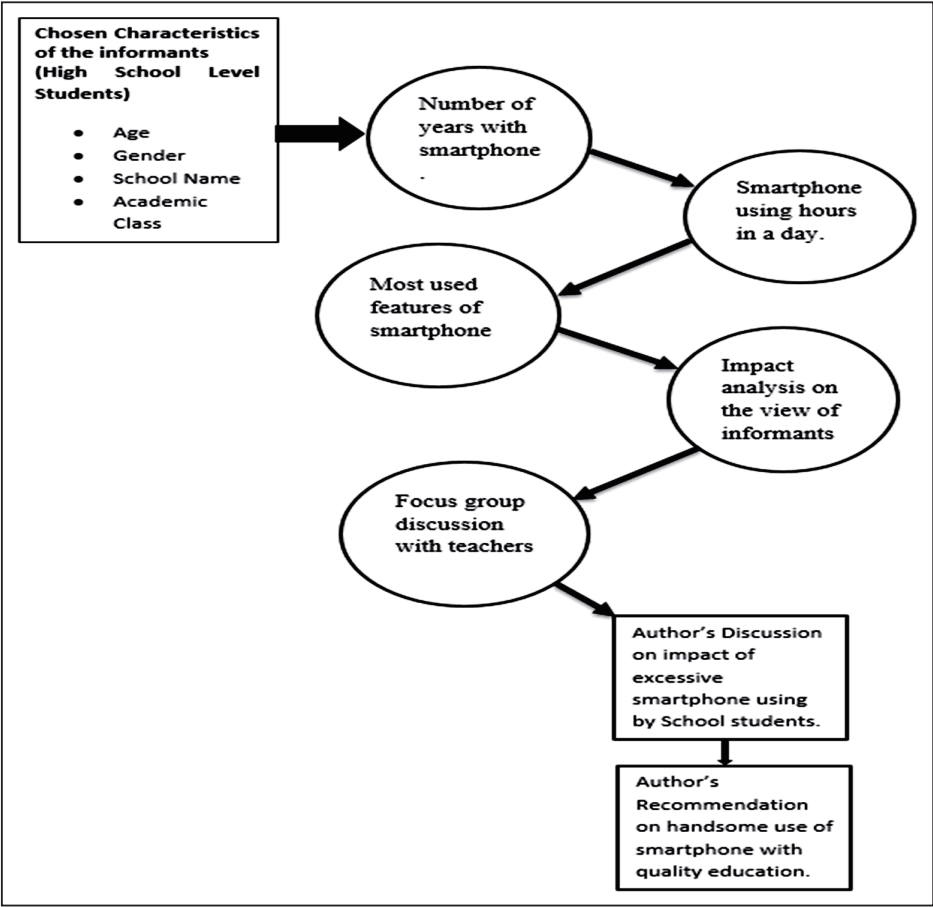 Chosen Characteristics
of the informants
(High School Level
Students)
• Age
• Gender
• School Name
• Academic
Class
Number of
years with
smartphone
.
Smartphone
using hours
in a day.
Most used
features of
smartphone
Impact
analysis on
the view of
informants
Focus group
discussion
with teachers
Author’s Discussion
on impact of
excessive
smartphone using
by School students.
Author’s
Recommendation
on handsome use of
smartphone with
quality education.